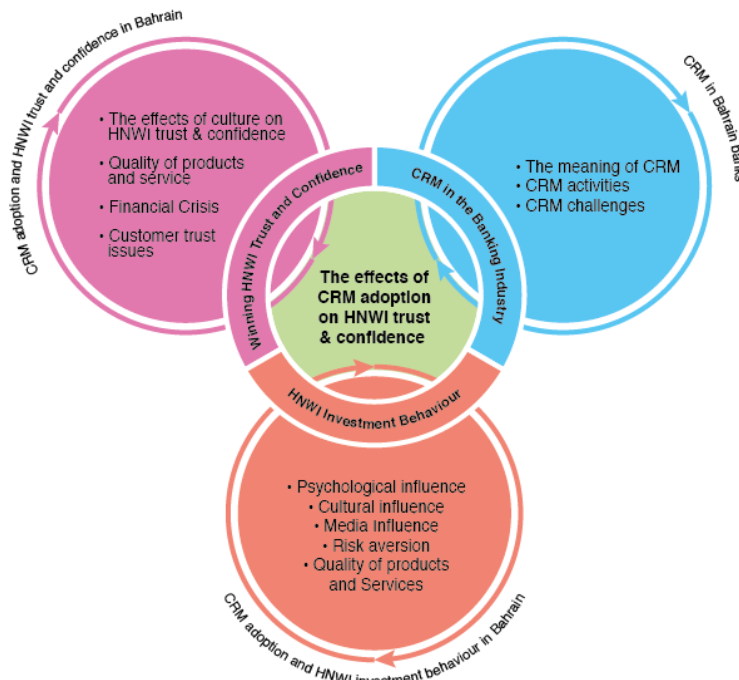 CRM adoption and HNWI trust and confidence in Bahrain
• The effects of culture on
HNWI trust & confidence
• Quality of products
and service
• Financial Crisis
• Customer trust
issues
Winning HNWI Trust and Confidence
CRM in Bahrain Banks
• The meaning of CRM
• CRM activities
• CRM challenges
CRM in the Banking Industry
The effects of
CRM adoption
on HNWI trust
& confidence
HNWI Investment Behaviour
• Psychological influence
• Cultural influence
• Media Influence
• Risk aversion
• Quality of products
and Services
CRM adoption and HNWI investment behaviour in Bahrain